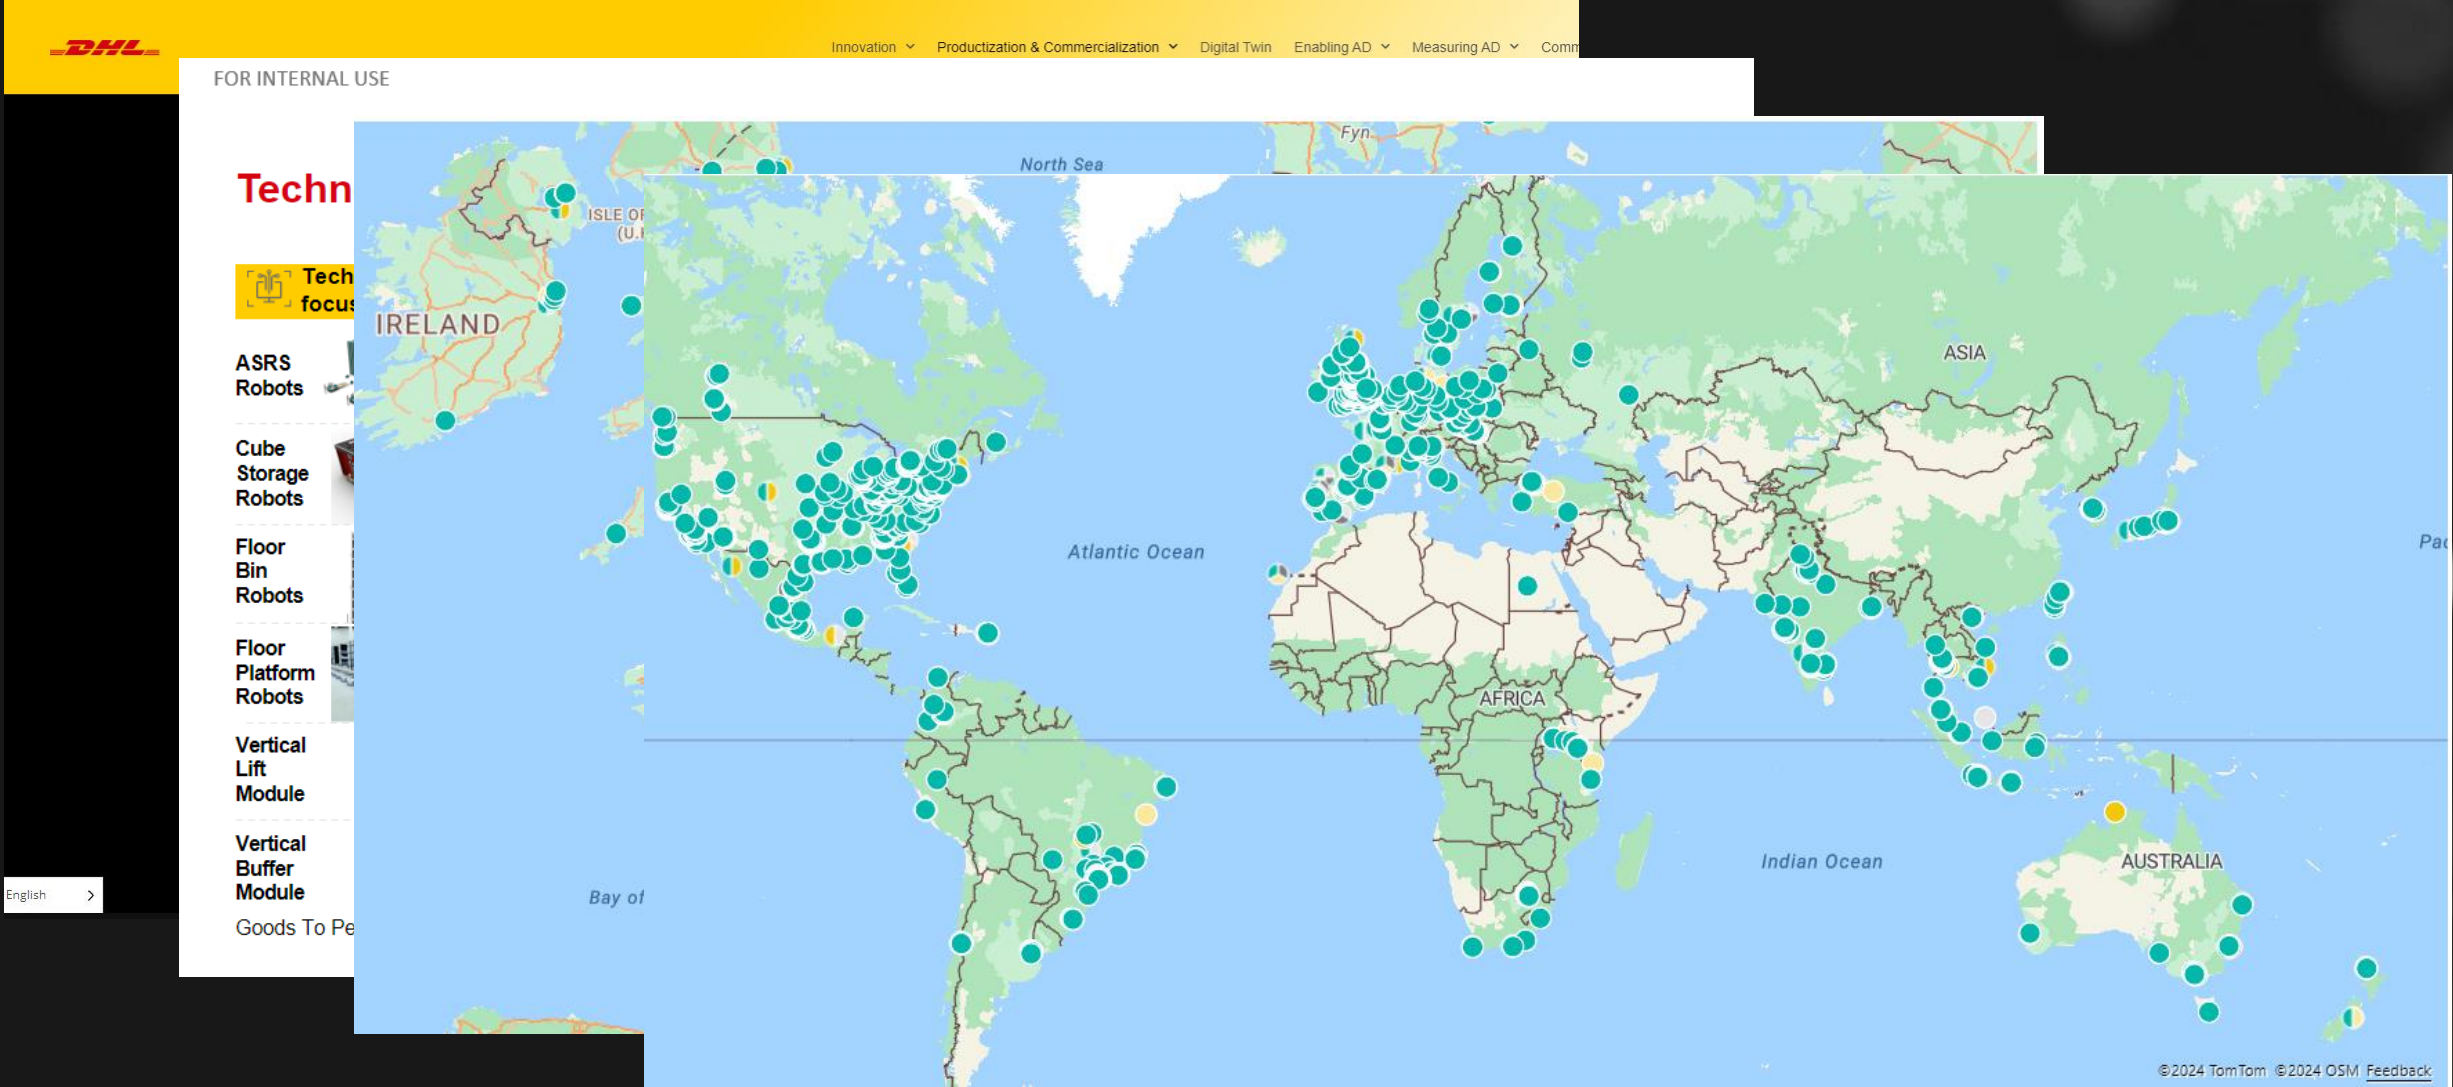 DHL
Innovation
Productization & Commercialization
Digital Twin
Enabling AD
Measuring AD
Comm
FOR INTERNAL USE
Techn
Tech
focus
ASRS
Robots
Cube
Storage
Robots
Floor
Bin
Robots
Floor
Platform
Robots
Vertical
Lift
Module
Vertical
Buffer
Module
Goods To Pe
English
Fyn
North Sea
ISLE OF
(U.K
IRELAND
Bay of
ASIA
Atlantic Ocean
Pac
AFRICA
Indian Ocean
AUSTRALIA
©2024 TomTom ©2024 OSM Feedback